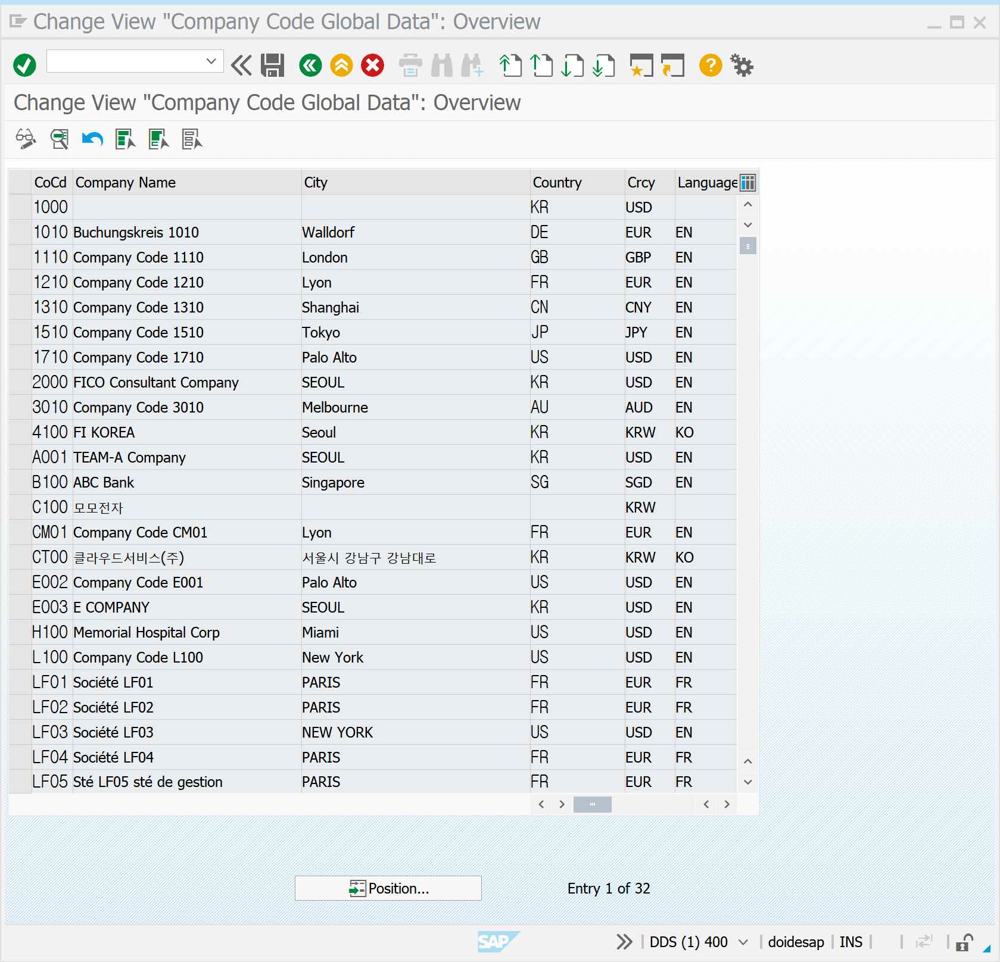 Change View "Company Code Global Data": Overview
Change View "Company Code Global Data": Overview
CoCd Company Name City Country Crcy Language
1000 KR USD
1010 Buchungskreis 1010 Walldorf DE EUR EN
1110 Company Code 1110 London GB GBP EN
1210 Company Code 1210 Lyon FR EUR EN
1310 Company Code 1310 Shanghai CN CNY EN
1510 Company Code 1510 Tokyo JP JPY EN
1710 Company Code 1710 Palo Alto US USD EN
2000 FICO Consultant Company SEOUL KR USD EN
3010 Company Code 3010 Melbourne AU AUD EN
4100 FI KOREA Seoul KR KRW KO
A001 TEAM-A Company SEOUL KR USD EN
B100 ABC Bank Singapore SG SGD EN
C100 모모전자 KRW
CM01 Company Code CM01 Lyon FR EUR EN
CT00 클라우드서비스(주) 서울시 강남구 강남대로 KR KRW KO
E002 Company Code E001 Palo Alto US USD EN
E003 E COMPANY SEOUL KR USD EN
H100 Memorial Hospital Corp Miami US USD EN
L100 Company Code L100 New York US USD EN
LF01 Société LF01 PARIS FR EUR FR
LF02 Société LF02 PARIS FR EUR FR
LF03 Société LF03 NEW YORK US USD EN
LF04 Société LF04 PARIS FR EUR FR
LF05 Sté LF05 sté de gestion PARIS FR EUR FR
Position... Entry 1 of 32
SAP DDS (1) 400 doidesap INS